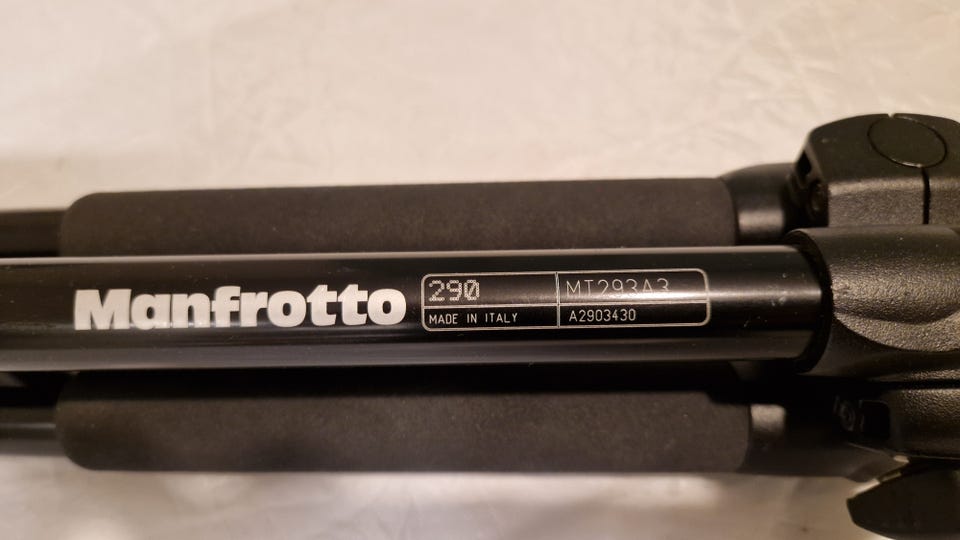 Manfrotto
290
MT293A3
MADE IN ITALY
A2903430